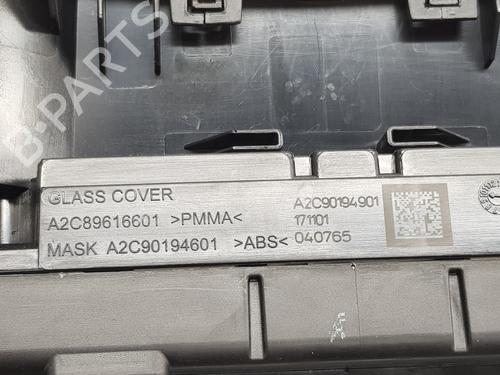 B-PARTS
GLASS COVER
A2C89616601 >PMMA<
MASK A2C90194601 >ABS<
A2C90194901
171101
040765